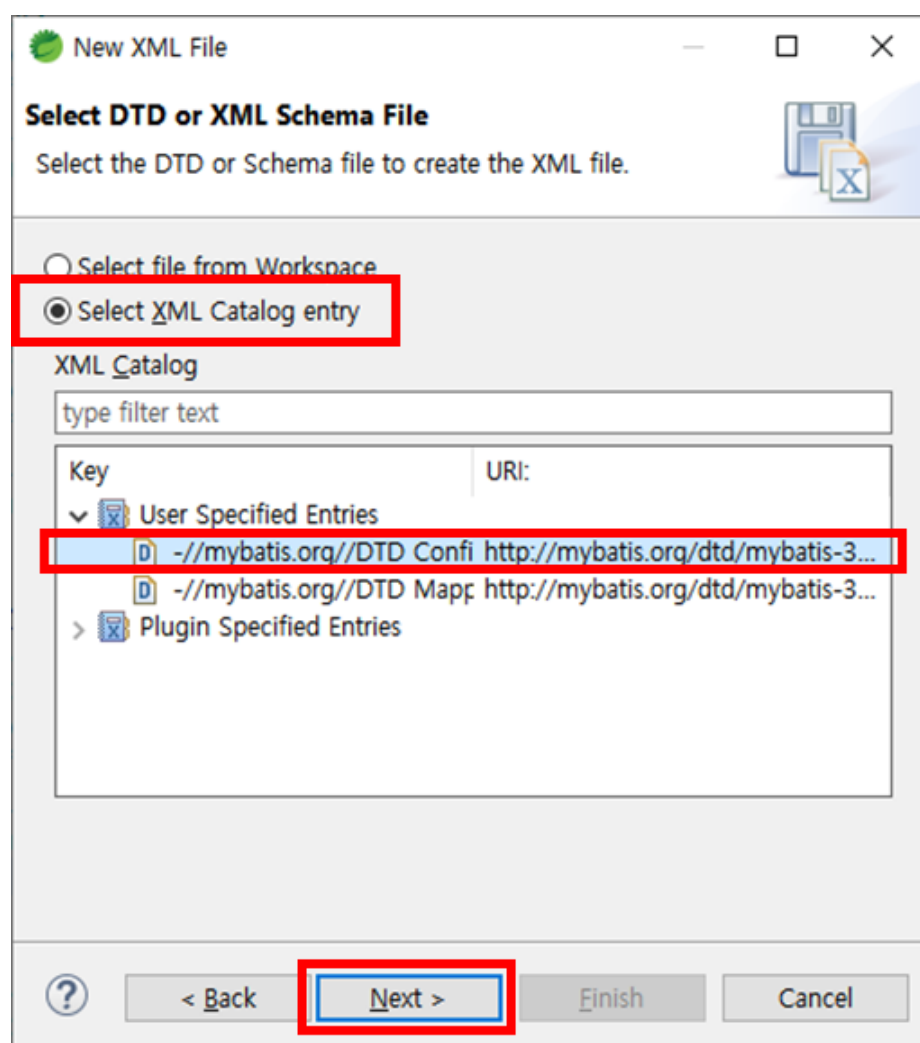 New XML File
Select DTD or XML Schema File
Select the DTD or Schema file to create the XML file.
X
Select file from Workspace
Select XML Catalog entry
XML Catalog
type filter text
Key URI:
User Specified Entries
D -//mybatis.org//DTD Confi http://mybatis.org/dtd/mybatis-3...
D -//mybatis.org//DTD Mapp http://mybatis.org/dtd/mybatis-3...
Plugin Specified Entries
? < Back Next > Finish Cancel